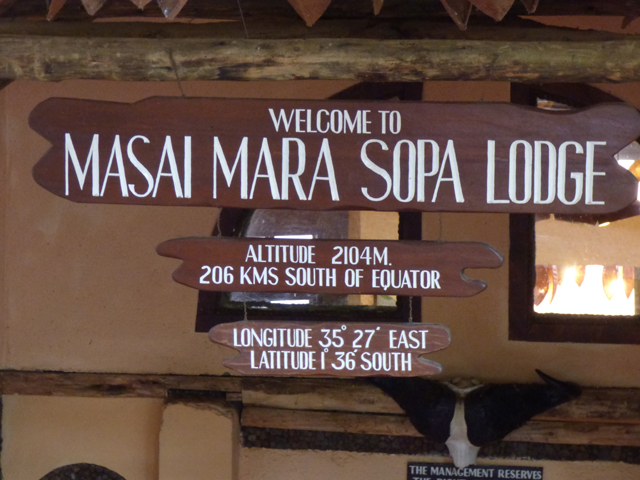 WELCOME TO
MASAI MARA SOPA LODGE
ALTITUDE 2104M.
206 KMS SOUTH OF EQUATOR
LONGITUDE 35° 27' EAST
LATITUDE 1° 36' SOUTH
THE MANAGEMENT RESERVES